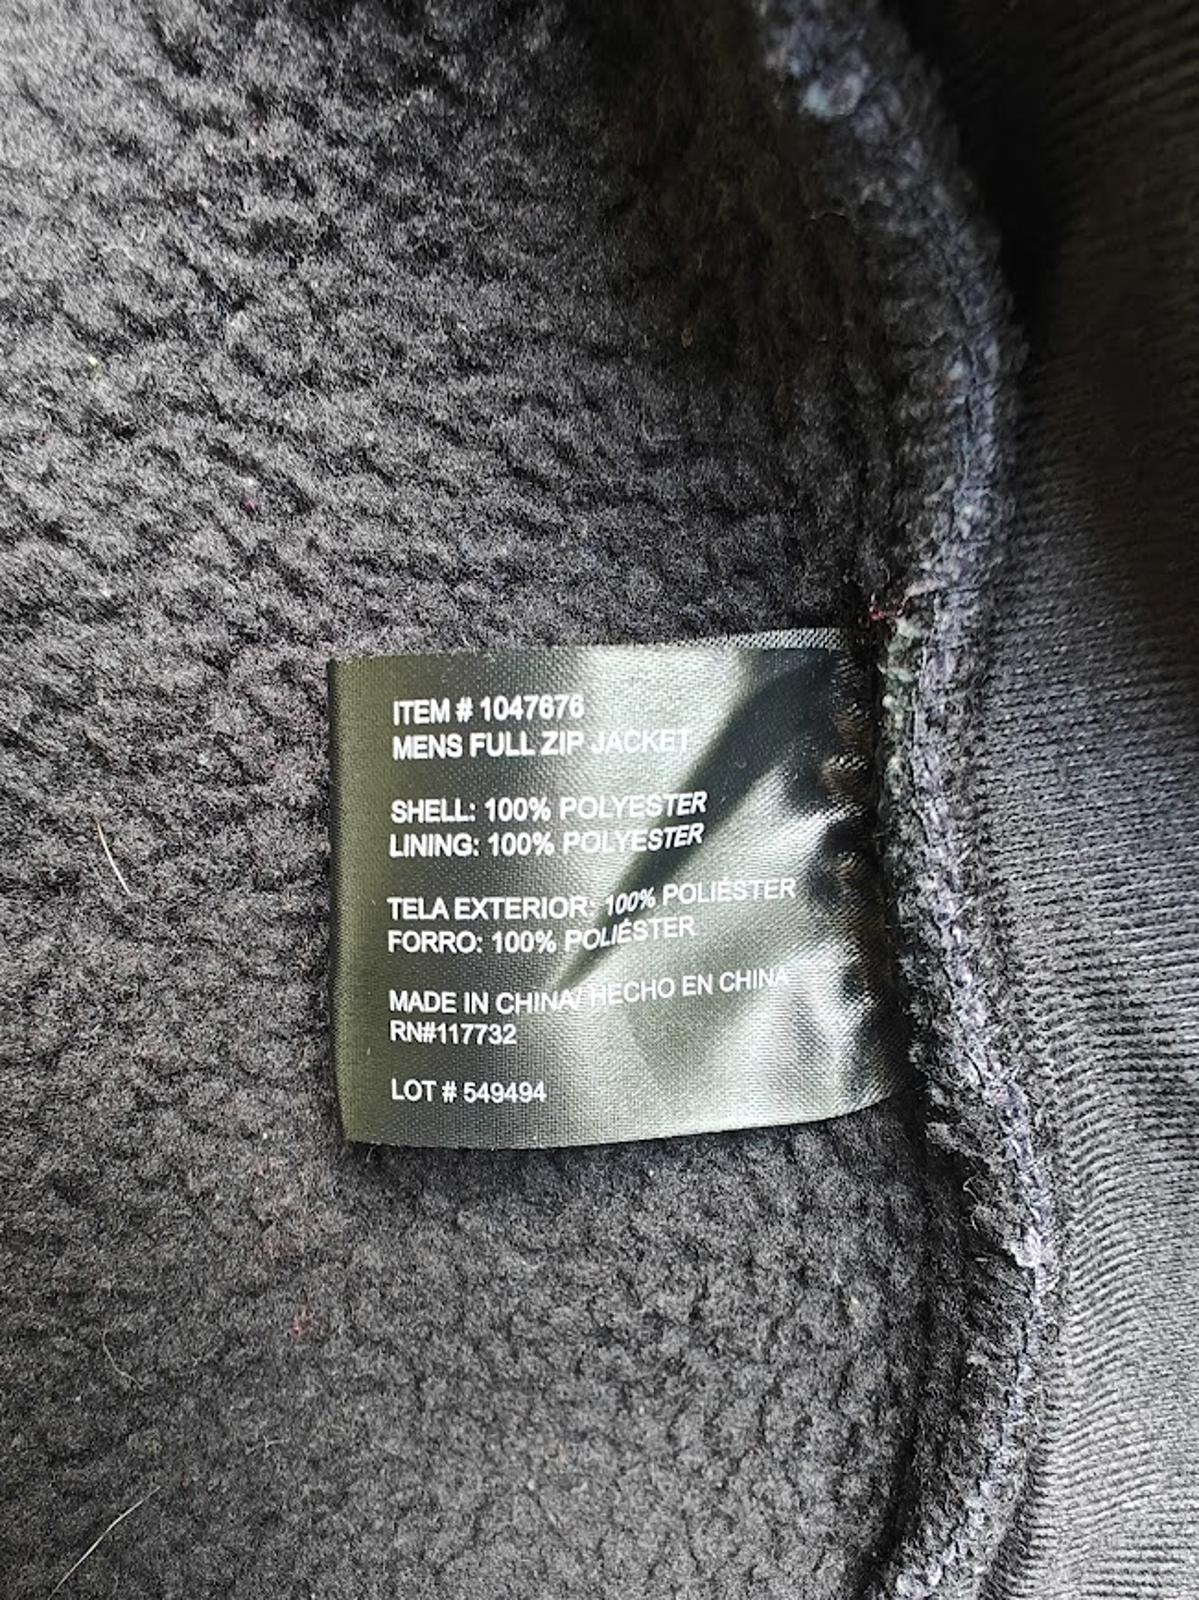 ITEM # 1047676
MENS FULL ZIP JACKET
SHELL: 100% POLYESTER
LINING: 100% POLYESTER
TELA EXTERIOR: 100% POLIÉSTER
FORRO: 100% POLIÉSTER
MADE IN CHINA/ HECHO EN CHINA
RN#117732
LOT # 549494